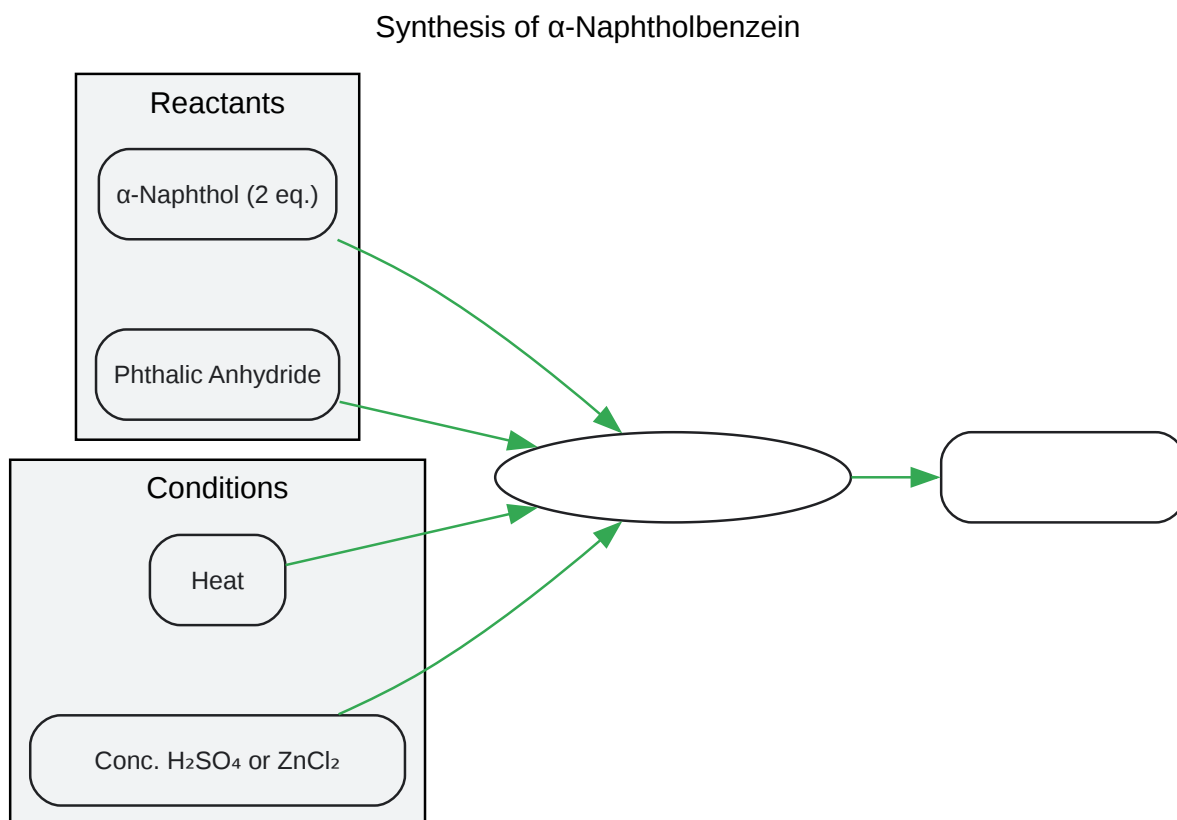 Synthesis of α-Naphtholbenzein
Reactants
α-Naphthol (2 eq.)
Phthalic Anhydride
Conditions
Heat
Conc. H₂SO₄ or ZnCl₂